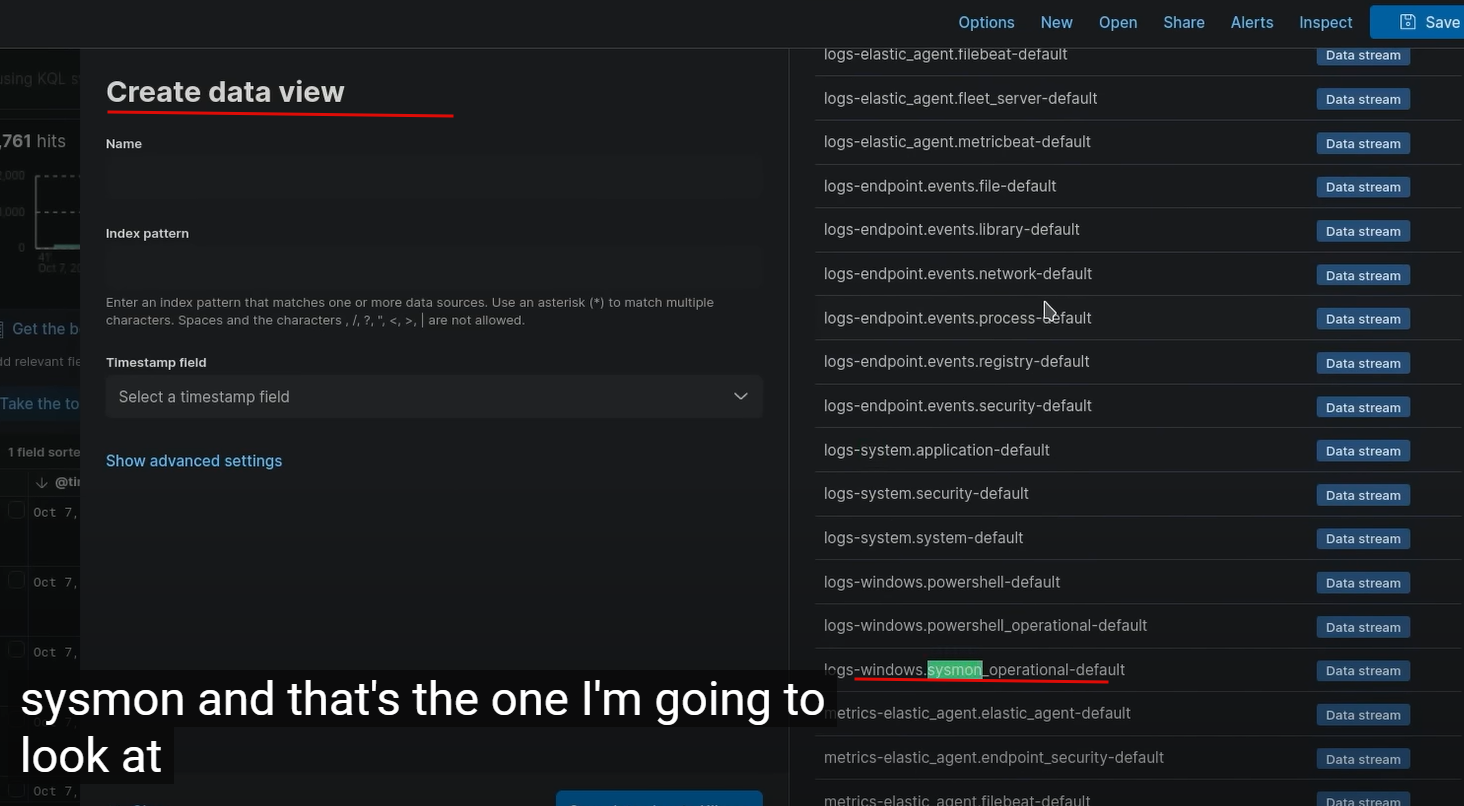 Options New Open Share Alerts Inspect Save
using KQL
,761 hits
2,000
1,000
0
4T
Oct 7, 20
Get the b
dd relevant fie
Take the to
1 field sorte
@tir
Oct 7,
Oct 7,
Oct 7,
Oct 7,
Create data view
Name
Index pattern
Enter an index pattern that matches one or more data sources. Use an asterisk (*) to match multiple
characters. Spaces and the characters , /, ?, ", <, >, | are not allowed.
Timestamp field
Select a timestamp field
Show advanced settings
logs-elastic_agent.filebeat-default Data stream
logs-elastic_agent.fleet_server-default Data stream
logs-elastic_agent.metricbeat-default Data stream
logs-endpoint.events.file-default Data stream
logs-endpoint.events.library-default Data stream
logs-endpoint.events.network-default Data stream
logs-endpoint.events.process-default Data stream
logs-endpoint.events.registry-default Data stream
logs-endpoint.events.security-default Data stream
logs-system.application-default Data stream
logs-system.security-default Data stream
logs-system.system-default Data stream
logs-windows.powershell-default Data stream
logs-windows.powershell_operational-default Data stream
logs-windows.sysmon_operational-default Data stream
metrics-elastic_agent.elastic_agent-default Data stream
metrics-elastic_agent.endpoint_security-default Data stream
metrics-elastic_agent.filebeat-default Data stream
sysmon and that's the one I'm going to
look at